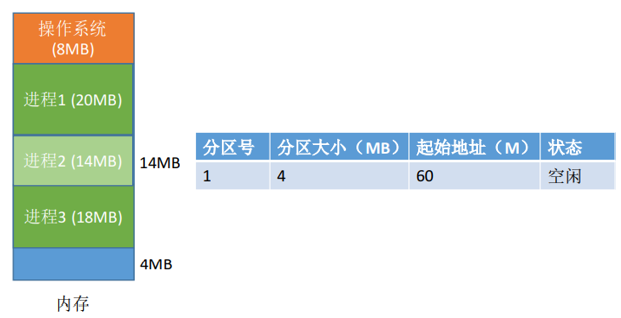 操作系统
(8MB)
进程1 (20MB)
进程2 (14MB)
14MB
进程3 (18MB)
4MB
内存
分区号 分区大小（MB） 起始地址（M） 状态
1 4 60 空闲